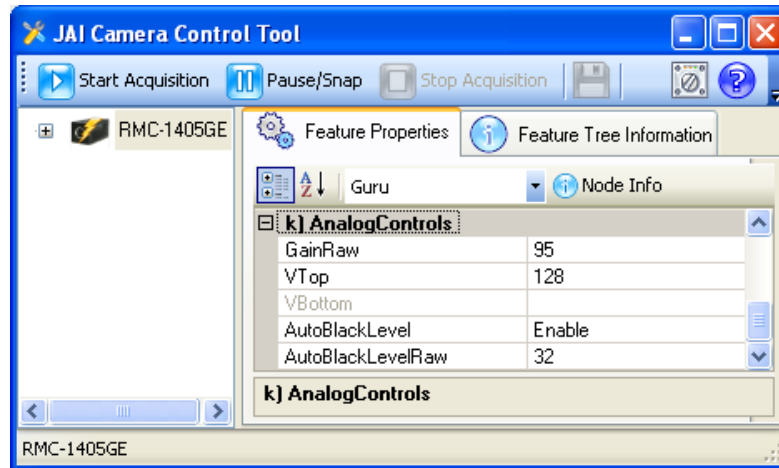 JAI Camera Control Tool
Start Acquisition Pause/Snap Stop Acquisition
RMC-1405GE
Feature Properties Feature Tree Information
Guru Node Info
k) AnalogControls
GainRaw 95
VTop 128
VBottom
AutoBlackLevel Enable
AutoBlackLevelRaw 32
k) AnalogControls
RMC-1405GE